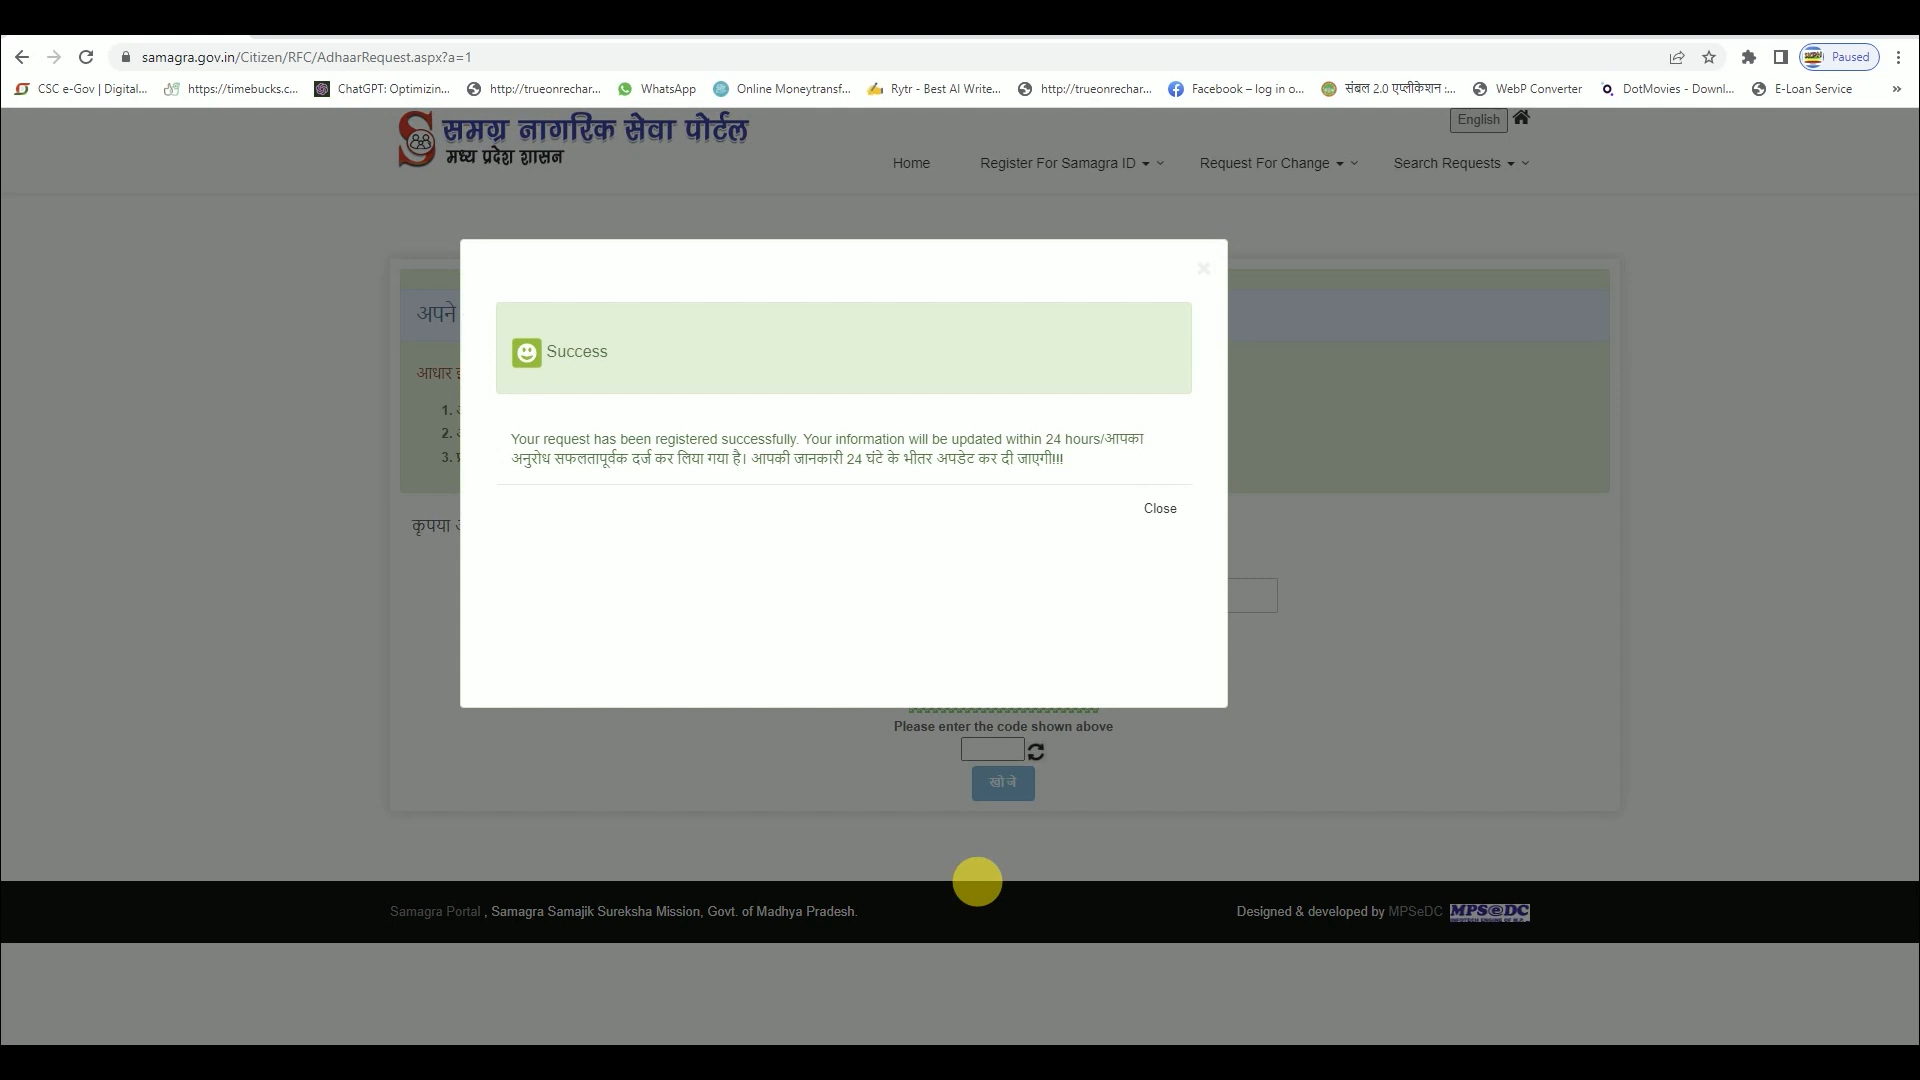 samagra.gov.in/Citizen/RFC/AdhaarRequest.aspx?a=1
Paused
CSC e-Gov | Digital...
https://timebucks.c...
ChatGPT: Optimizin...
http://trueonrechar...
WhatsApp
Online Moneytransf...
Rytr - Best AI Write...
http://trueonrechar...
Facebook – log in o...
संबल 2.0 एप्लीकेशन :...
WebP Converter
DotMovies - Downl...
E-Loan Service
»
समग्र नागरिक सेवा पोर्टल
मध्य प्रदेश शासन
English
Home
Register For Samagra ID
Request For Change
Search Requests
अपने
आधार
1.
2.
3.
कृपया
×
Success
Your request has been registered successfully. Your information will be updated within 24 hours/आपका
अनुरोध सफलतापूर्वक दर्ज कर लिया गया है। आपकी जानकारी 24 घंटे के भीतर अपडेट कर दी जाएगी!!!
Close
Please enter the code shown above
खोजे
Samagra Portal , Samagra Samajik Sureksha Mission, Govt. of Madhya Pradesh.
Designed & developed by MPSeDC
MPS@DC